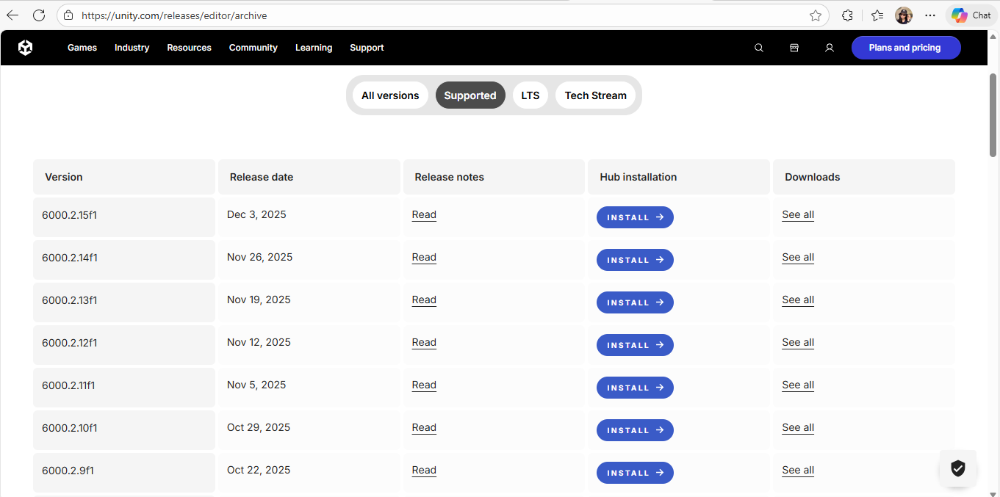 https://unity.com/releases/editor/archive
Chat
Games Industry Resources Community Learning Support Plans and pricing
All versions Supported LTS Tech Stream
Version Release date Release notes Hub installation Downloads
6000.2.15f1 Dec 3, 2025 Read INSTALL → See all
6000.2.14f1 Nov 26, 2025 Read INSTALL → See all
6000.2.13f1 Nov 19, 2025 Read INSTALL → See all
6000.2.12f1 Nov 12, 2025 Read INSTALL → See all
6000.2.11f1 Nov 5, 2025 Read INSTALL → See all
6000.2.10f1 Oct 29, 2025 Read INSTALL → See all
6000.2.9f1 Oct 22, 2025 Read INSTALL → See all